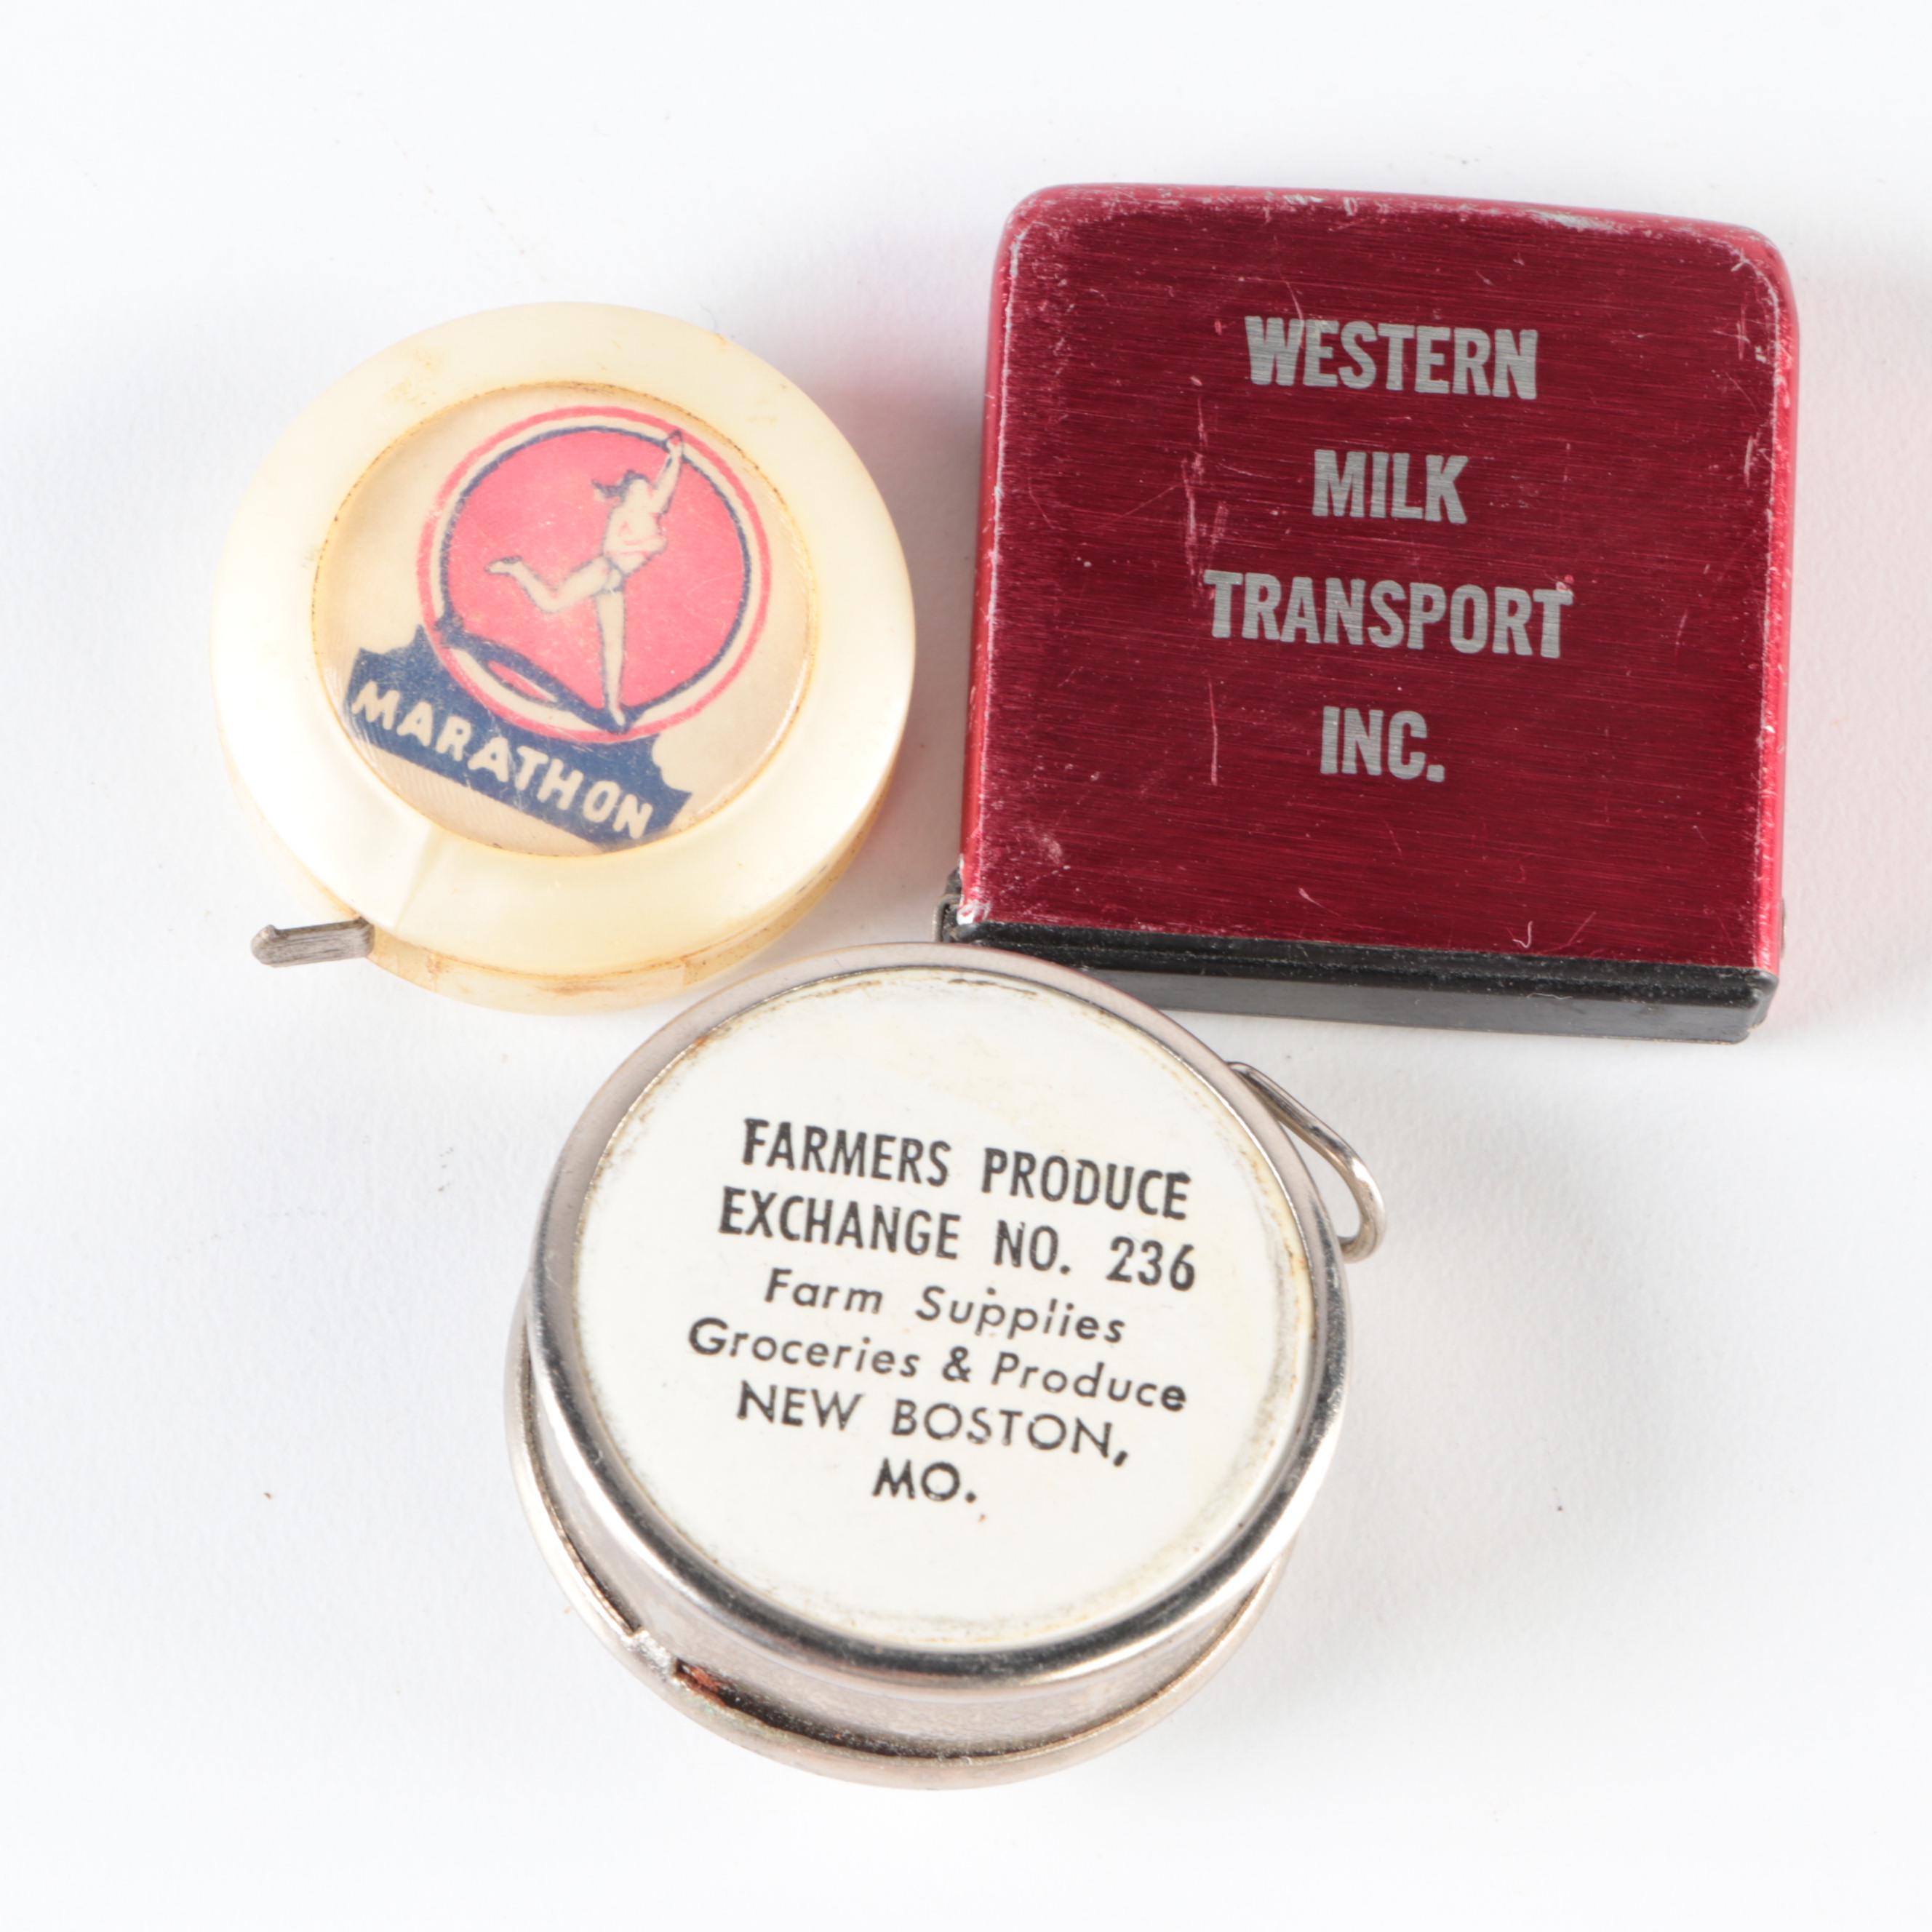 MARATHON
WESTERN
MILK
TRANSPORT
INC.
FARMERS PRODUCE
EXCHANGE NO. 236
Farm Supplies
Groceries & Produce
NEW BOSTON,
MO.